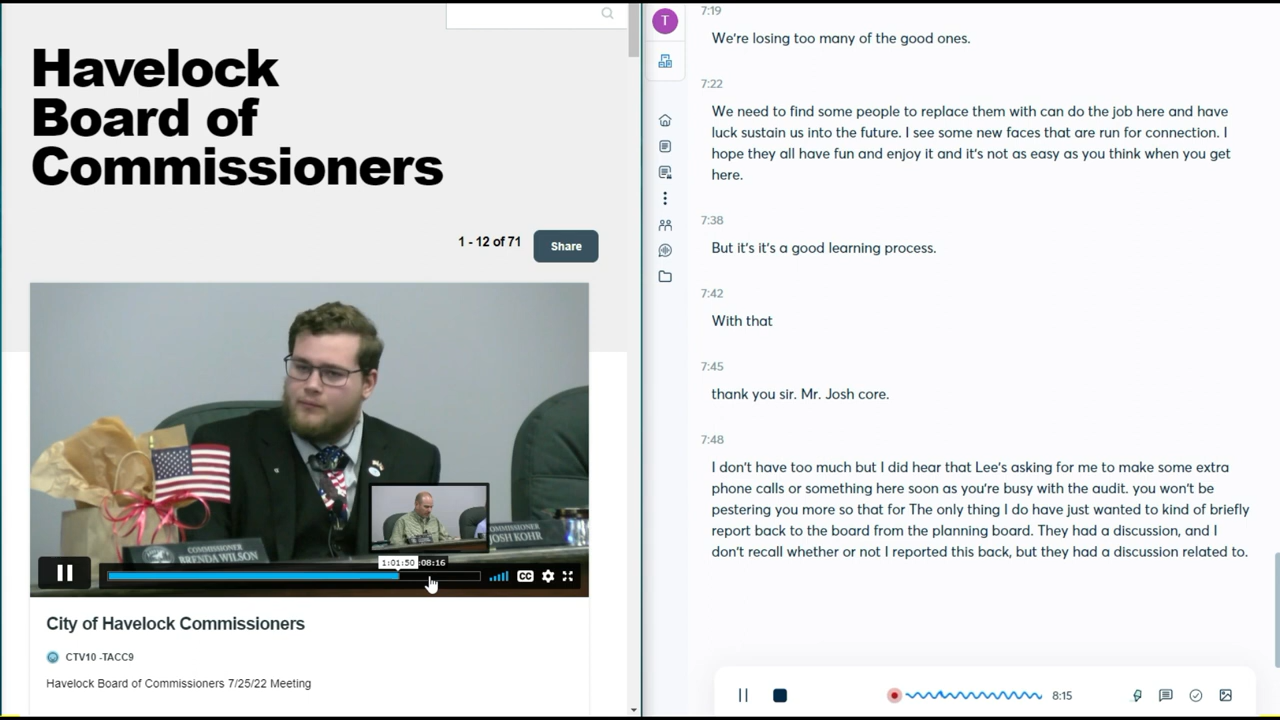 Havelock
Board of
Commissioners
1 - 12 of 71
Share
COMMISSIONER
BRENDA WILSON
COMMISSIONER
JOSH KOHR
1:01:50
:08:16
CC
City of Havelock Commissioners
CTV10 -TACC9
Havelock Board of Commissioners 7/25/22 Meeting
T
7:19
We're losing too many of the good ones.
7:22
We need to find some people to replace them with can do the job here and have
luck sustain us into the future. I see some new faces that are run for connection. I
hope they all have fun and enjoy it and it's not as easy as you think when you get
here.
7:38
But it's it's a good learning process.
7:42
With that
7:45
thank you sir. Mr. Josh core.
7:48
I don't have too much but I did hear that Lee's asking for me to make some extra
phone calls or something here soon as you're busy with the audit. you won't be
pestering you more so that for The only thing I do have just wanted to kind of briefly
report back to the board from the planning board. They had a discussion, and I
don't recall whether or not I reported this back, but they had a discussion related to.
8:15